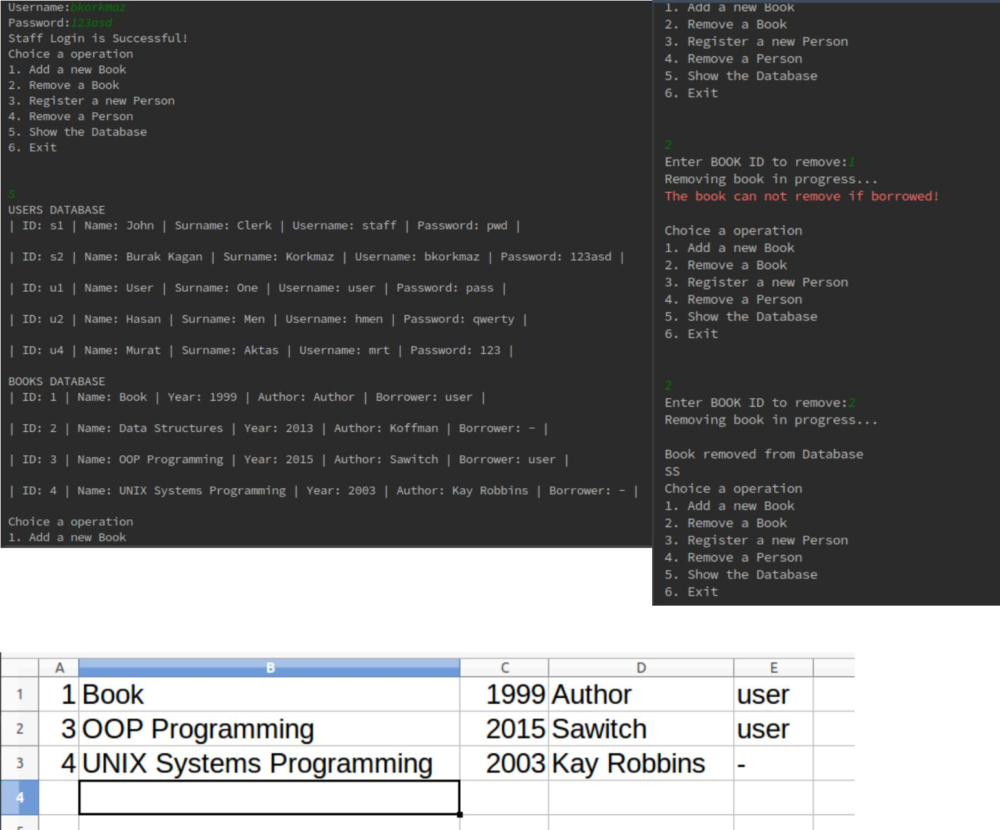 Username:bkorkmaz
Password:123asd
Staff Login is Successful!
Choice a operation
1. Add a new Book
2. Remove a Book
3. Register a new Person
4. Remove a Person
5. Show the Database
6. Exit
5
USERS DATABASE
| ID: s1 | Name: John | Surname: Clerk | Username: staff | Password: pwd |
| ID: s2 | Name: Burak Kagan | Surname: Korkmaz | Username: bkorkmaz | Password: 123asd |
| ID: u1 | Name: User | Surname: One | Username: user | Password: pass |
| ID: u2 | Name: Hasan | Surname: Men | Username: hmen | Password: qwerty |
| ID: u4 | Name: Murat | Surname: Aktas | Username: mrt | Password: 123 |
BOOKS DATABASE
| ID: 1 | Name: Book | Year: 1999 | Author: Author | Borrower: user |
| ID: 2 | Name: Data Structures | Year: 2013 | Author: Koffman | Borrower: - |
| ID: 3 | Name: OOP Programming | Year: 2015 | Author: Sawitch | Borrower: user |
| ID: 4 | Name: UNIX Systems Programming | Year: 2003 | Author: Kay Robbins | Borrower: - |
Choice a operation
1. Add a new Book
1. Add a new Book
2. Remove a Book
3. Register a new Person
4. Remove a Person
5. Show the Database
6. Exit
2
Enter BOOK ID to remove:1
Removing book in progress...
The book can not remove if borrowed!
Choice a operation
1. Add a new Book
2. Remove a Book
3. Register a new Person
4. Remove a Person
5. Show the Database
6. Exit
2
Enter BOOK ID to remove:2
Removing book in progress...
Book removed from Database
SS
Choice a operation
1. Add a new Book
2. Remove a Book
3. Register a new Person
4. Remove a Person
5. Show the Database
6. Exit
A B C D E
1 1 Book 1999 Author user
2 3 OOP Programming 2015 Sawitch user
3 4 UNIX Systems Programming 2003 Kay Robbins -
4